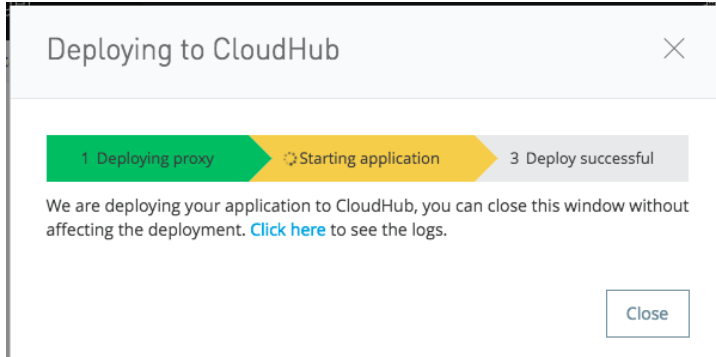 Deploying to CloudHub
1 Deploying proxy
Starting application
3 Deploy successful
We are deploying your application to CloudHub, you can close this window without
affecting the deployment. Click here to see the logs.
Close